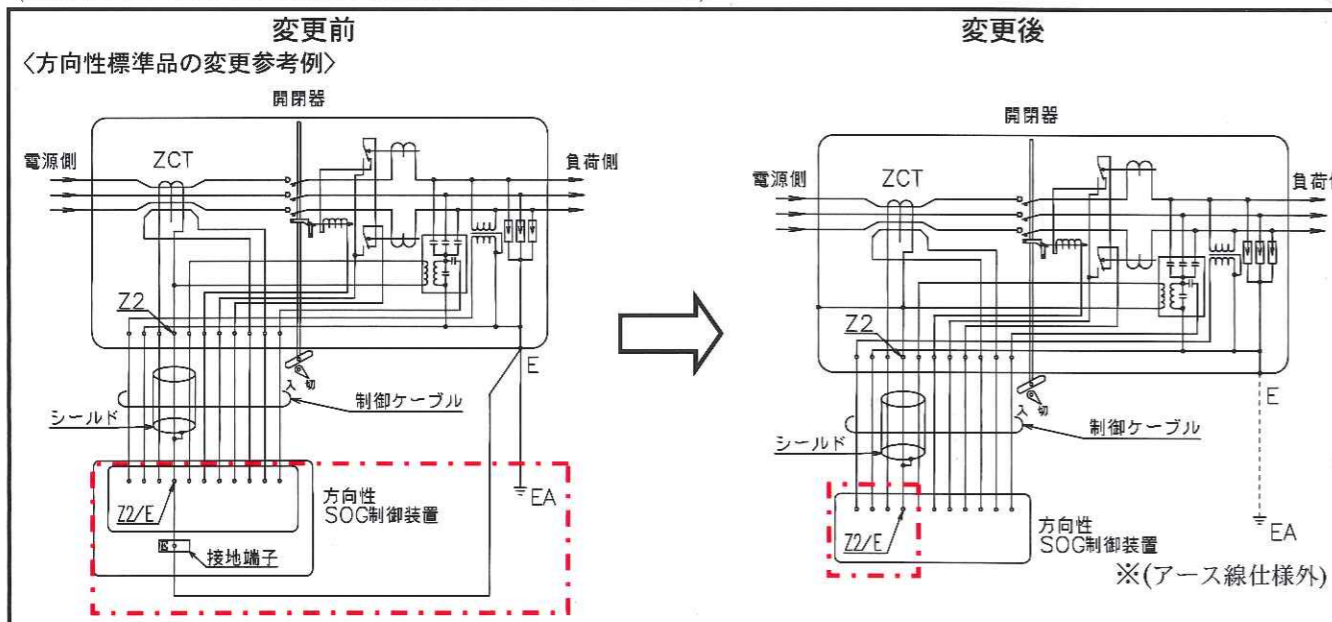 変更前
〈方向性標準品の変更参考例〉
開閉器
電源側
ZCT
負荷側
Z2
E
入 切
制御ケーブル
シールド
方向性
SOG制御装置
EA
Z2/E
E
接地端子
変更後
開閉器
電源側
ZCT
負荷側
Z2
E
入 切
制御ケーブル
シールド
方向性
SOG制御装置
EA
Z2/E
※(アース線仕様外)